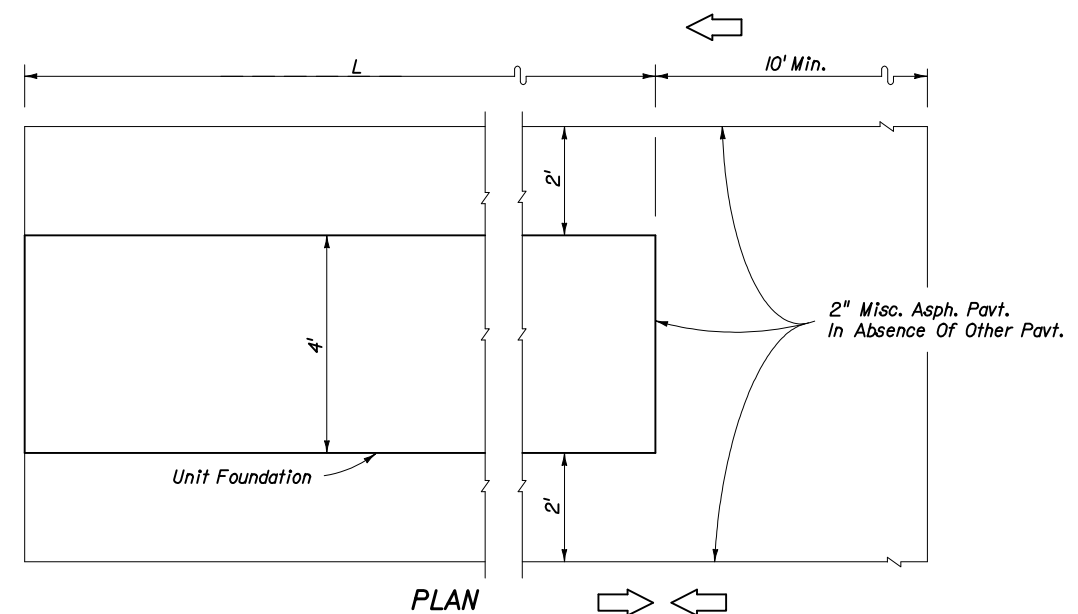 L
10' Min.
2'
4'
2" Misc. Asph. Pavt.
In Absence Of Other Pavt.
Unit Foundation
2'
PLAN